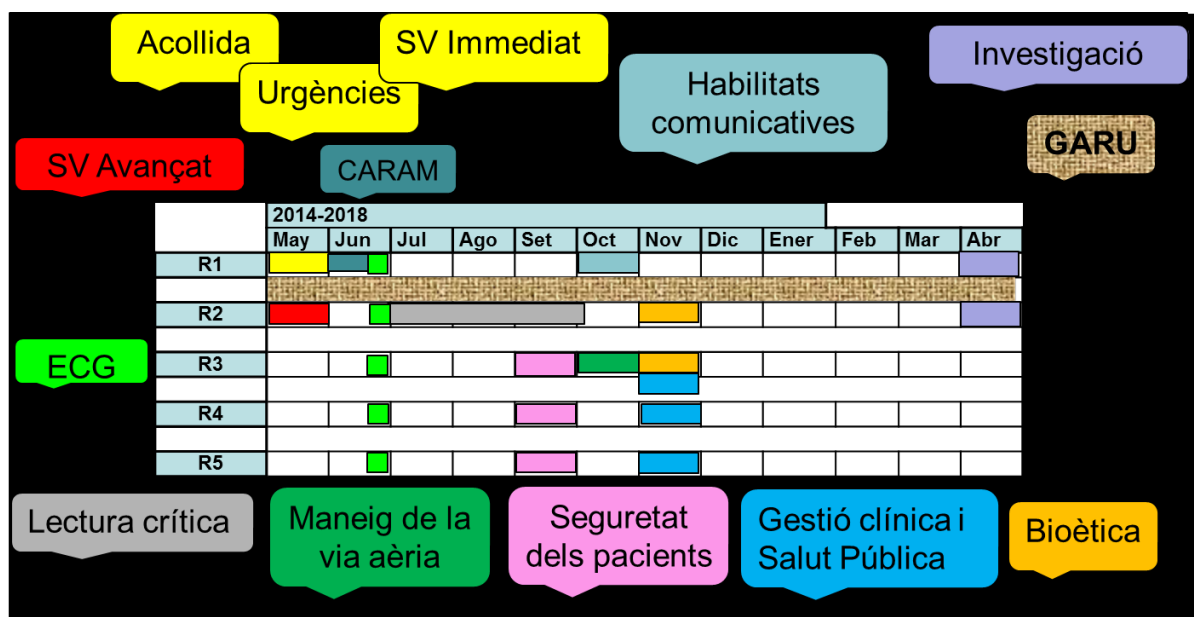 Acollida
SV Immediat
Investigació
Urgències
Habilitats
comunicatives
GARU
SV Avançat
CARAM
2014-2018
May Jun Jul Ago Set Oct Nov Dic Ener Feb Mar Abr
R1
R2
ECG
R3
R4
R5
Lectura crítica
Maneig de la
via aèria
Seguretat
dels pacients
Gestió clínica i
Salut Pública
Bioètica